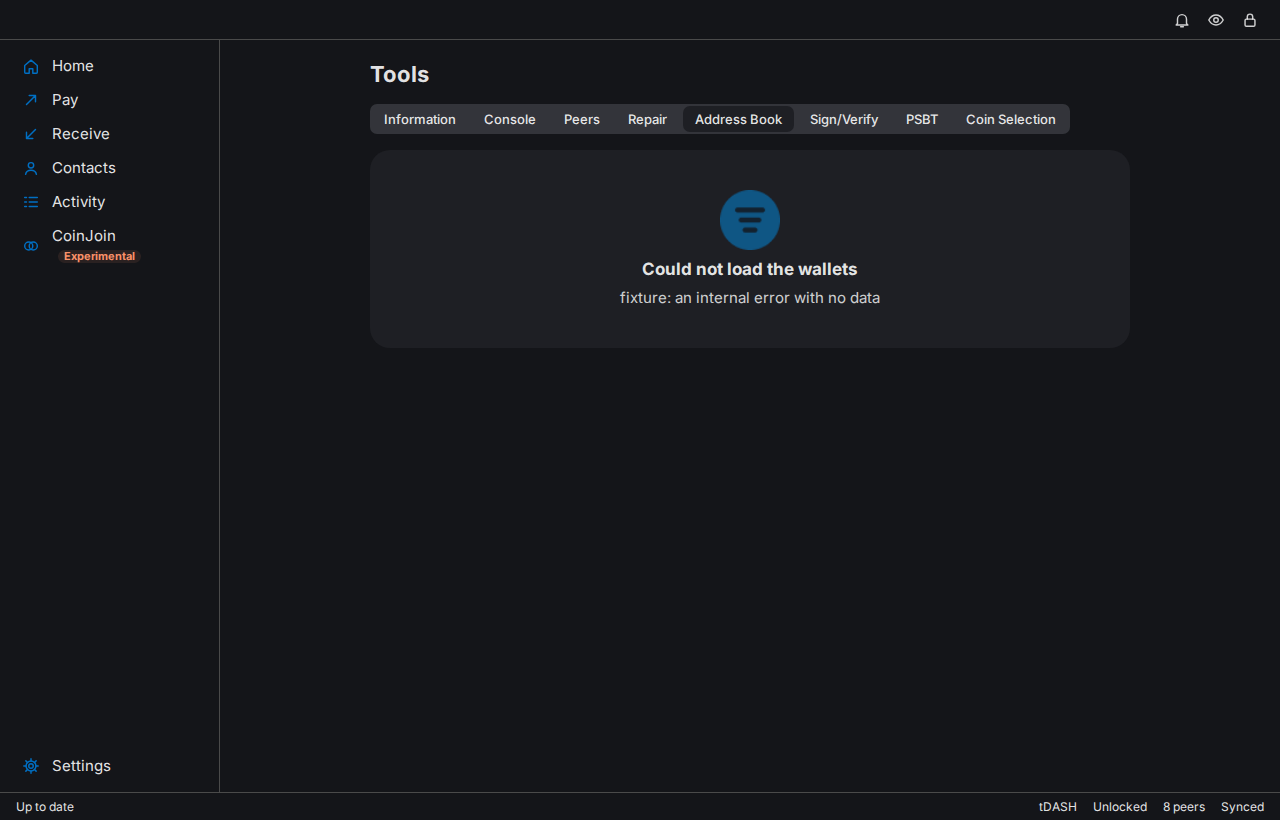 Home
Pay
Receive
Contacts
Activity
CoinJoin
Experimental
Settings
Tools
Information Console Peers Repair Address Book Sign/Verify PSBT Coin Selection
Could not load the wallets
fixture: an internal error with no data
Up to date tDASH Unlocked 8 peers Synced